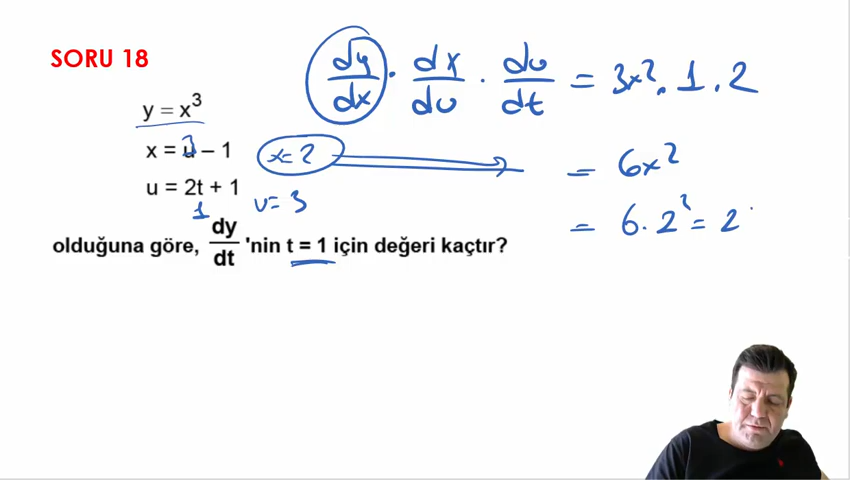 SORU 18
dy/dx · dx/du · du/dt = 3x². 1 . 2
y = x³
x = u – 1
3
x = 2
= 6x²
u = 2t + 1
1
u = 3
= 6 . 2² = 2
olduğuna göre, dy/dt 'nin t = 1 için değeri kaçtır?